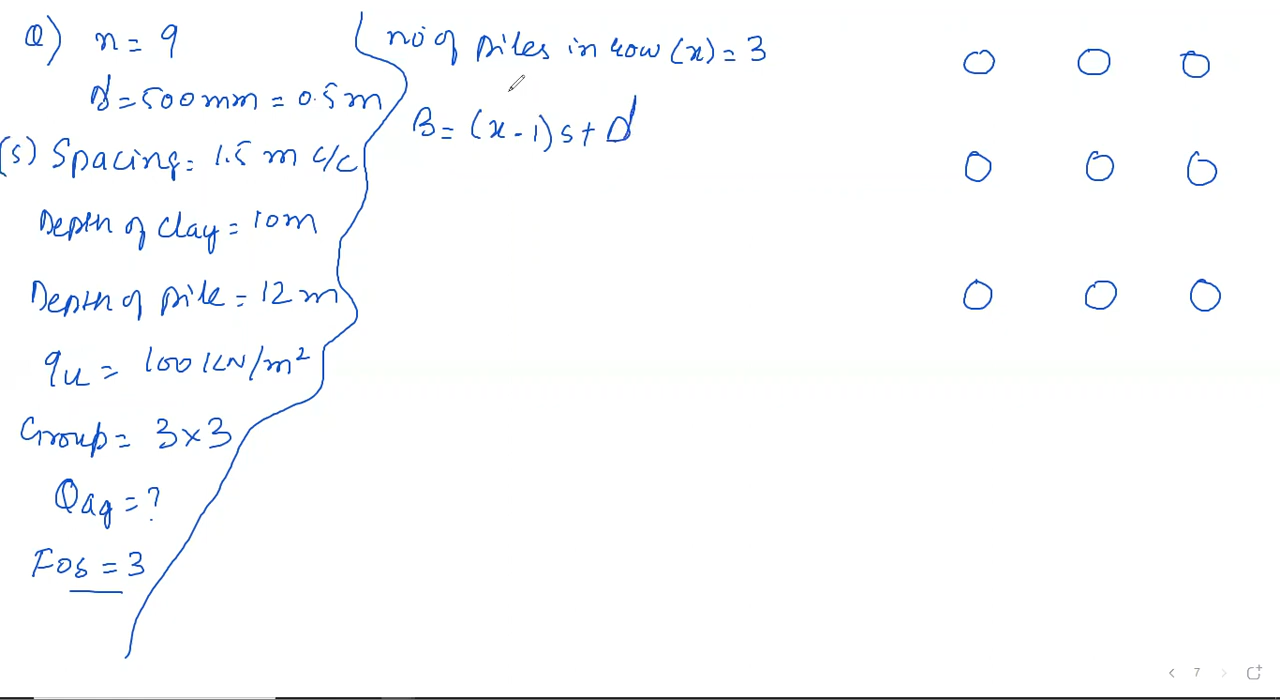 Q) n = 9
d = 500mm = 0.5m
(s) Spacing = 1.5 m c/c
Depth of clay = 10m
Depth of pile = 12m
qu = 100 KN/m²
Group = 3×3
Qag = ?
FOS = 3
no of piles in row (x) = 3
B = (x-1) s + d
< 7 >